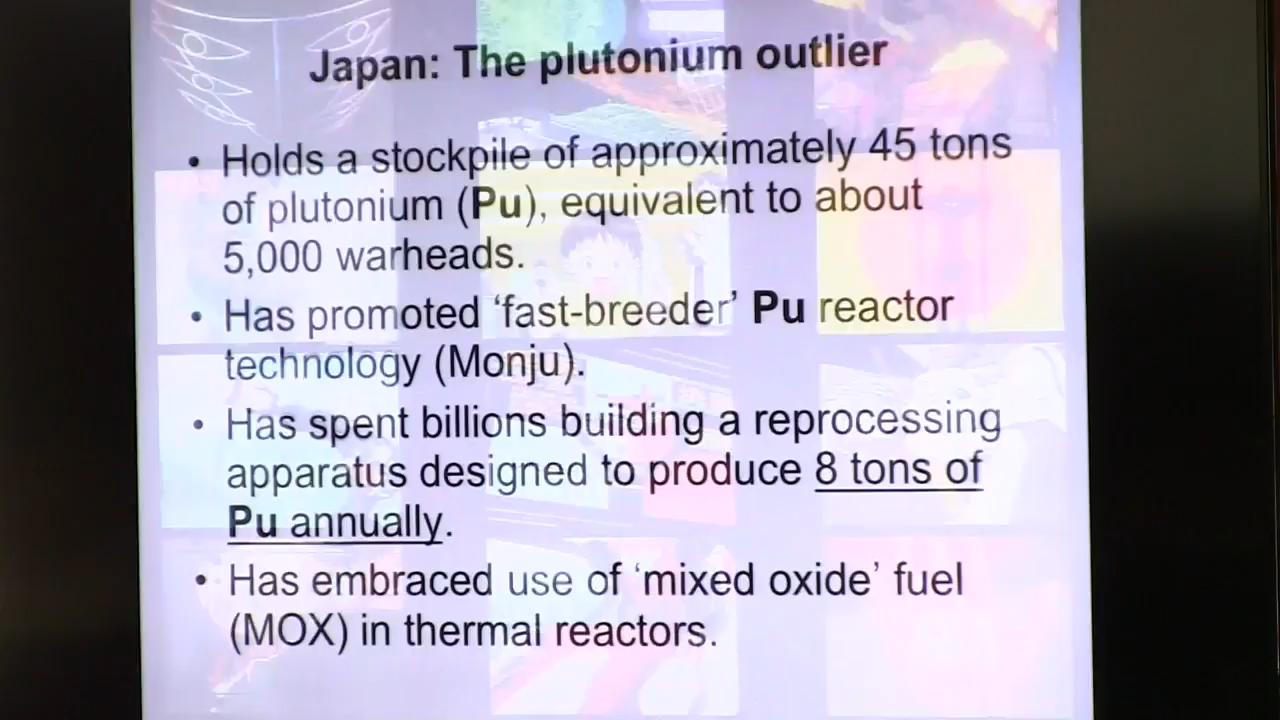 Japan: The plutonium outlier
• Holds a stockpile of approximately 45 tons
of plutonium (Pu), equivalent to about
5,000 warheads.
• Has promoted ‘fast-breeder’ Pu reactor
technology (Monju).
• Has spent billions building a reprocessing
apparatus designed to produce 8 tons of
Pu annually.
• Has embraced use of ‘mixed oxide’ fuel
(MOX) in thermal reactors.